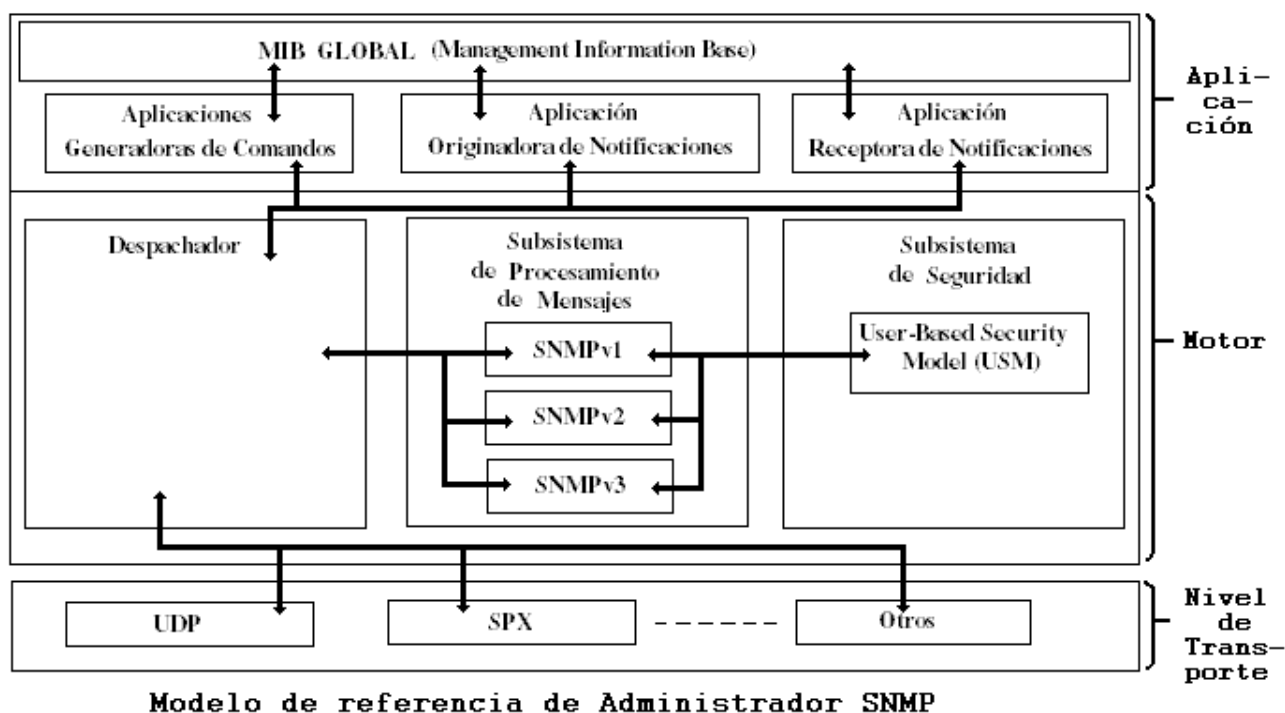 MIB GLOBAL (Management Information Base)
Aplicaciones
Generadoras de Comandos
Aplicación
Originadora de Notificaciones
Aplicación
Receptora de Notificaciones
Apli-
ca-
ción
Despachador
Subsistema
de Procesamiento
de Mensajes
SNMPv1
SNMPv2
SNMPv3
Subsistema
de Seguridad
User-Based Security
Model (USM)
Motor
UDP
SPX
Otros
Nivel
de
Trans-
porte
Modelo de referencia de Administrador SNMP